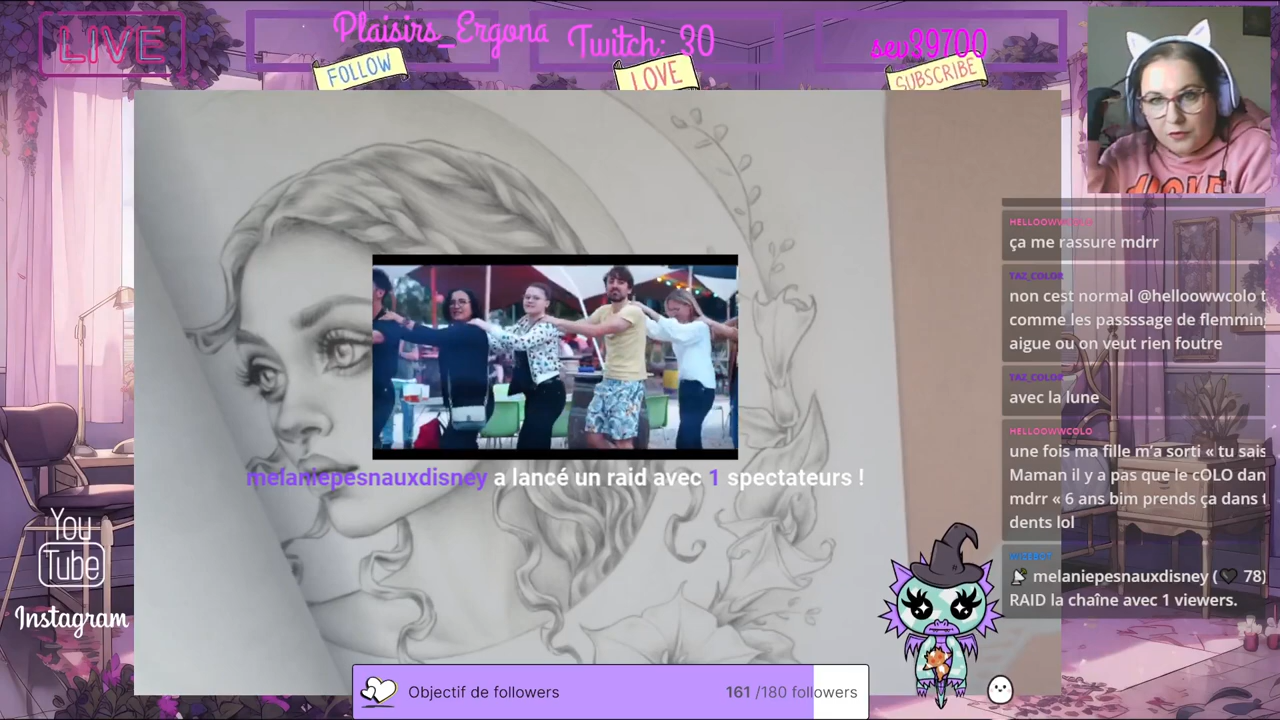 LIVE
Plaisirs_Ergona
Twitch: 30
sev39700
FOLLOW
LOVE
SUBSCRIBE
ça me rassure mdrr
YAZ_COLOR
non cest normal @helloowwcolo t
comme les passssage de flemmin
aigue ou on veut rien foutre
YAZ_COLOR
avec la lune
HELLOOWWCOLO
une fois ma fille m'a sorti « tu sais
Maman il y a pas que le cOLO dan
mdrr « 6 ans bim prends ça dans t
dents lol
melaniepesnauxdisney ( 78)
RAID la chaîne avec 1 viewers.
melaniepesnauxdisney a lancé un raid avec 1 spectateurs !
You
Tube
Instagram
Objectif de followers
161 /180 followers